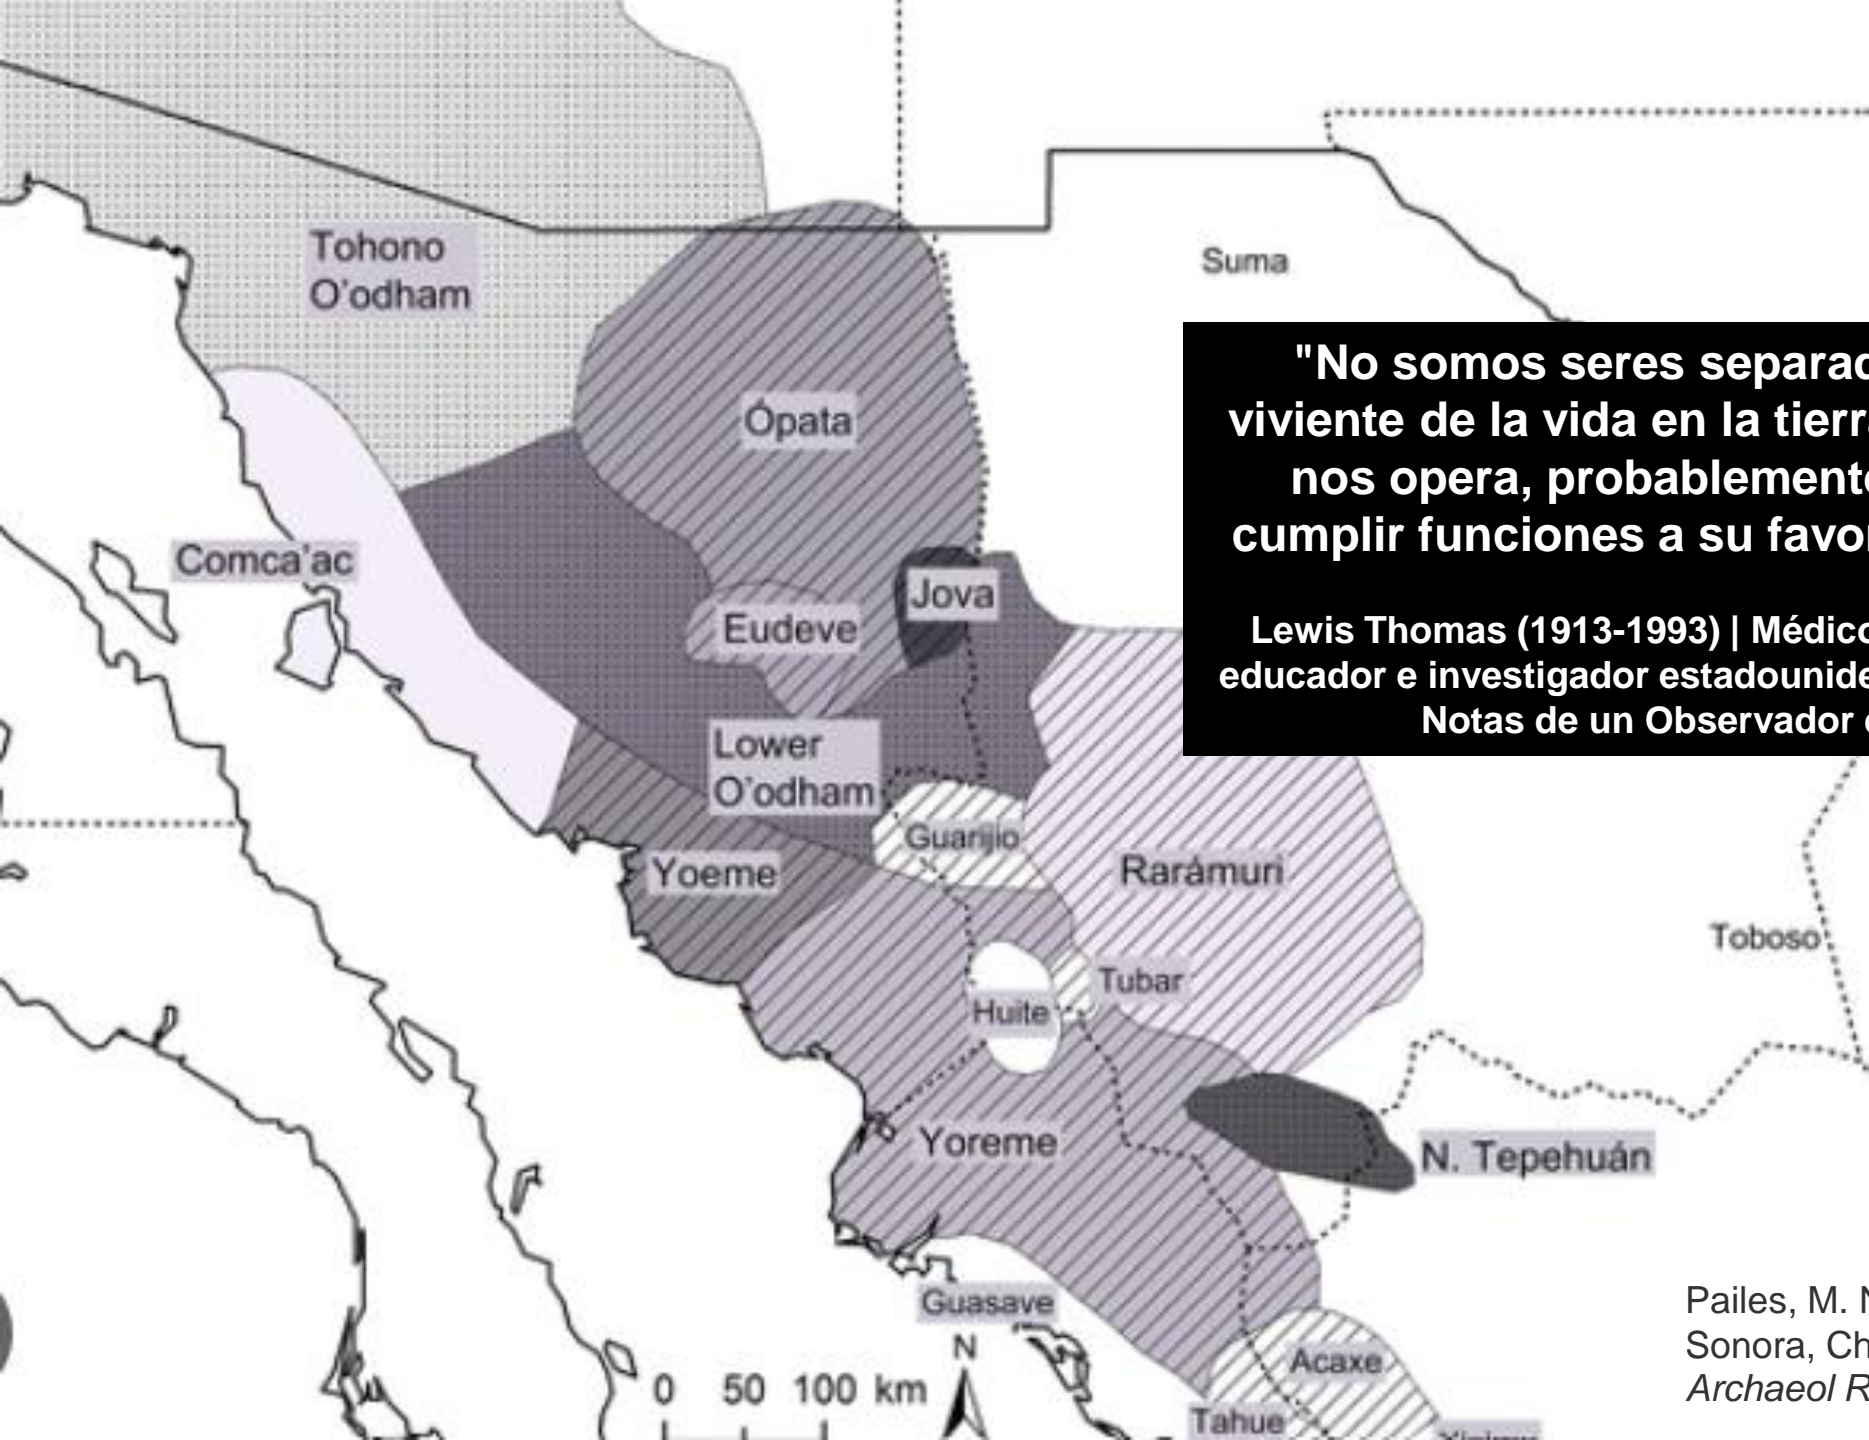 Tohono
O'odham
Suma
Ópata
Comca'ac
Jova
Eudeve
Lower
O'odham
Guarijio
Yoeme
Rarámuri
Tubar
Huite
Toboso
Yoreme
N. Tepehuán
Guasave
Acaxe
Tahue
N
0 50 100 km
"No somos seres separad
viviente de la vida en la tierra
nos opera, probablemente
cumplir funciones a su favor
Lewis Thomas (1913-1993) | Médico
educador e investigador estadounide
Notas de un Observador
Pailes, M.
Sonora, Ch
Archaeol R